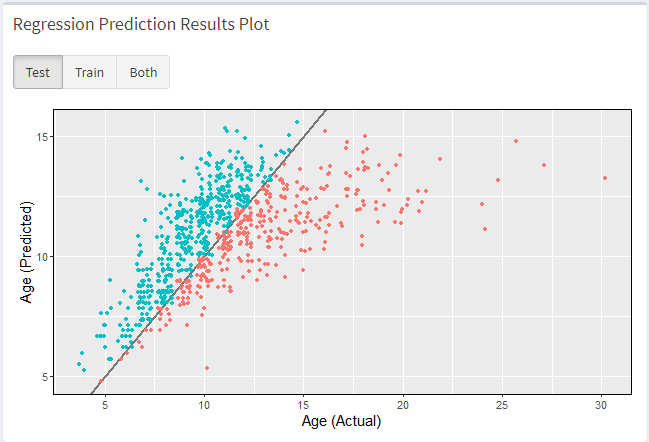 Regression Prediction Results Plot
Test Train Both
15
10
5
Age (Predicted)
5 10 15 20 25 30
Age (Actual)